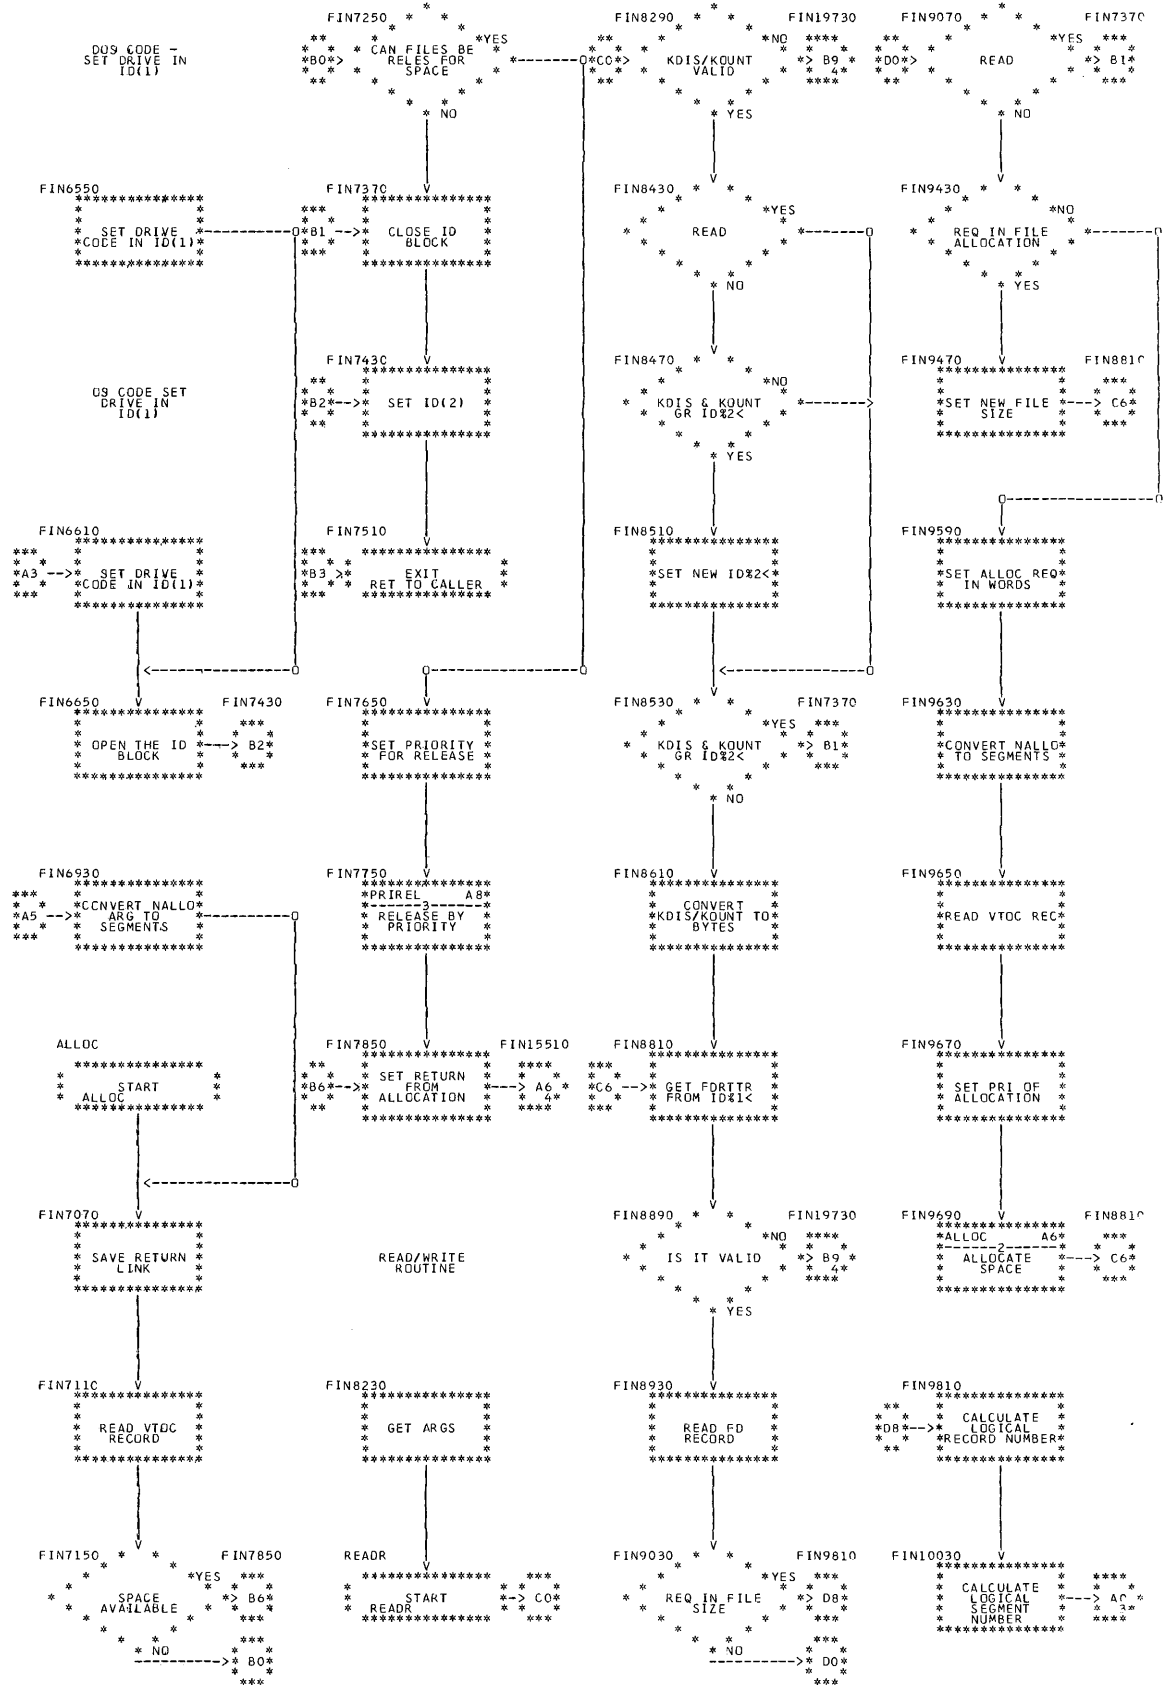 DO9 CODE -
SET DRIVE IN
ID(1)
FIN6550
SET DRIVE
CODE IN ID(1)
O9 CODE SET
DRIVE IN
ID(1)
FIN6610
A3
SET DRIVE
CODE IN ID(1)
FIN6650
OPEN THE ID
BLOCK
FIN7430
B2
FIN6930
A5
CONVERT NALLO
ARG TO
SEGMENTS
ALLOC
START
ALLOC
FIN7070
SAVE RETURN
LINK
FIN7110
READ VTOC
RECORD
FIN7150
SPACE
AVAILABLE
YES
FIN7850
B6
NO
B0
FIN7250
B0
CAN FILES BE
RELES FOR
SPACE
YES
NO
FIN7370
B1
CLOSE ID
BLOCK
FIN7430
B2
SET ID(2)
FIN7510
B3
EXIT
RET TO CALLER
FIN7650
SET PRIORITY
FOR RELEASE
FIN7750
PRIREL A8
3
RELEASE BY
PRIORITY
FIN7850
B6
SET RETURN
FROM
ALLOCATION
FIN15510
A6
4
READ/WRITE
ROUTINE
FIN8230
GET ARGS
READR
START
READR
C0
FIN8290
C0
KDIS/KOUNT
VALID
NO
FIN19730
B9
4
YES
FIN8430
READ
YES
NO
FIN8470
KDIS & KOUNT
GR ID%2<
NO
YES
FIN8510
SET NEW ID%2<
FIN8530
KDIS & KOUNT
GR ID%2<
YES
FIN7370
B1
NO
FIN8610
CONVERT
KDIS/KOUNT TO
BYTES
FIN8810
C6
GET FDRTTR
FROM ID%1<
FIN8890
IS IT VALID
NO
FIN19730
B9
4
YES
FIN8930
READ FD
RECORD
FIN9030
REQ IN FILE
SIZE
YES
FIN9810
D8
NO
D0
FIN9070
D0
READ
YES
FIN7370
B1
NO
FIN9430
REQ IN FILE
ALLOCATION
NO
YES
FIN9470
SET NEW FILE
SIZE
FIN8810
C6
FIN9590
SET ALLOC REQ
IN WORDS
FIN9630
CONVERT NALLO
TO SEGMENTS
FIN9650
READ VTOC REC
FIN9670
SET PRI OF
ALLOCATION
FIN9690
ALLOC A6
2
ALLOCATE
SPACE
FIN8810
C6
FIN9810
D8
CALCULATE
LOGICAL
RECORD NUMBER
FIN10030
CALCULATE
LOGICAL
SEGMENT
NUMBER
A0
3